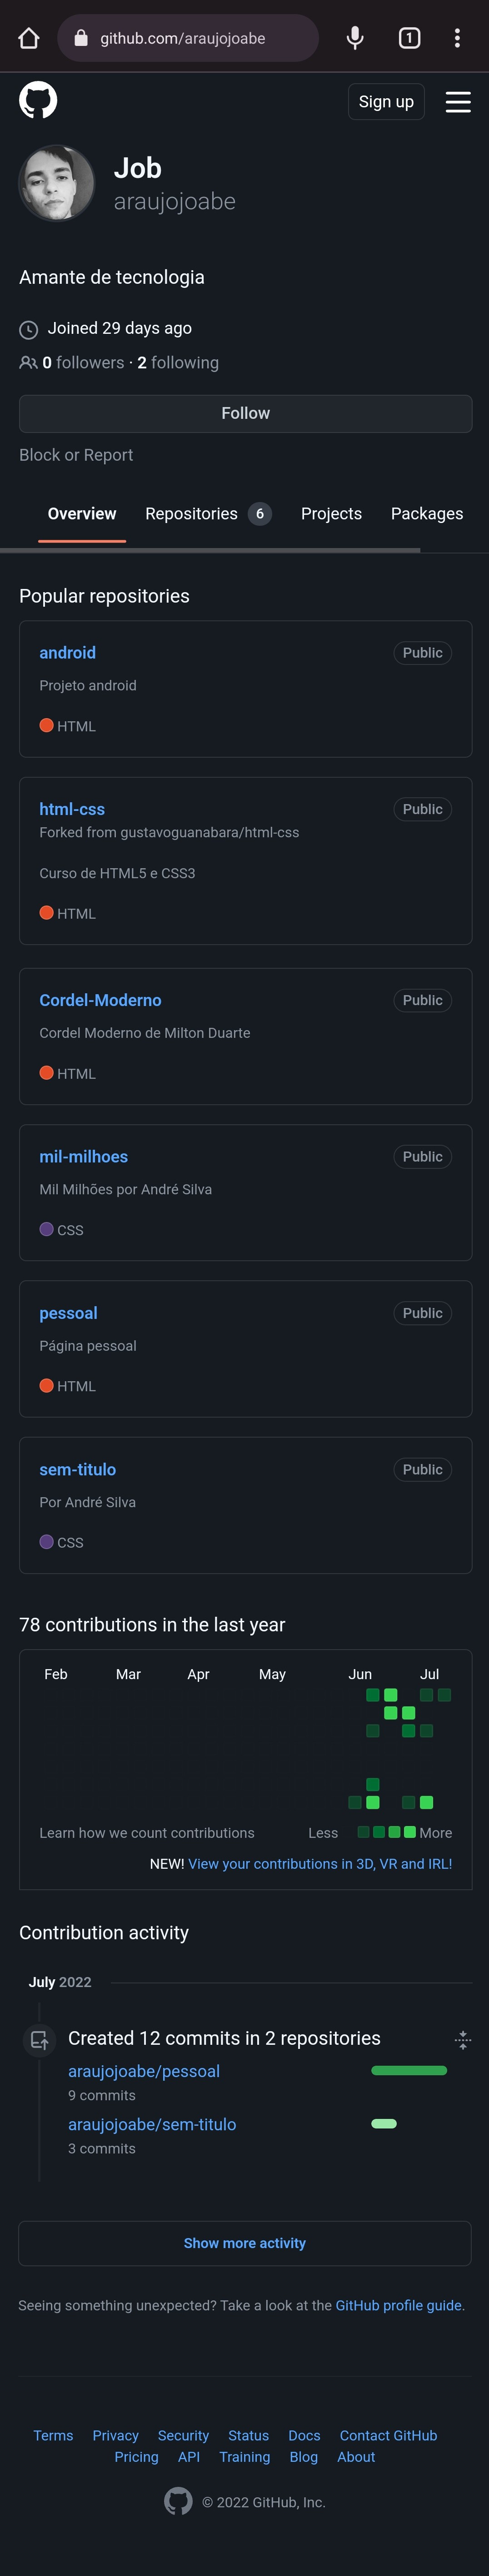 github.com/araujojoabe
1
Sign up
Job
araujojoabe
Amante de tecnologia
Joined 29 days ago
0 followers · 2 following
Follow
Block or Report
Overview Repositories 6 Projects Packages
Popular repositories
android Public
Projeto android
HTML
html-css Public
Forked from gustavoguanabara/html-css
Curso de HTML5 e CSS3
HTML
Cordel-Moderno Public
Cordel Moderno de Milton Duarte
HTML
mil-milhoes Public
Mil Milhões por André Silva
CSS
pessoal Public
Página pessoal
HTML
sem-titulo Public
Por André Silva
CSS
78 contributions in the last year
Feb Mar Apr May Jun Jul
Learn how we count contributions Less More
NEW! View your contributions in 3D, VR and IRL!
Contribution activity
July 2022
Created 12 commits in 2 repositories
araujojoabe/pessoal
9 commits
araujojoabe/sem-titulo
3 commits
Show more activity
Seeing something unexpected? Take a look at the GitHub profile guide.
Terms Privacy Security Status Docs Contact GitHub
Pricing API Training Blog About
© 2022 GitHub, Inc.